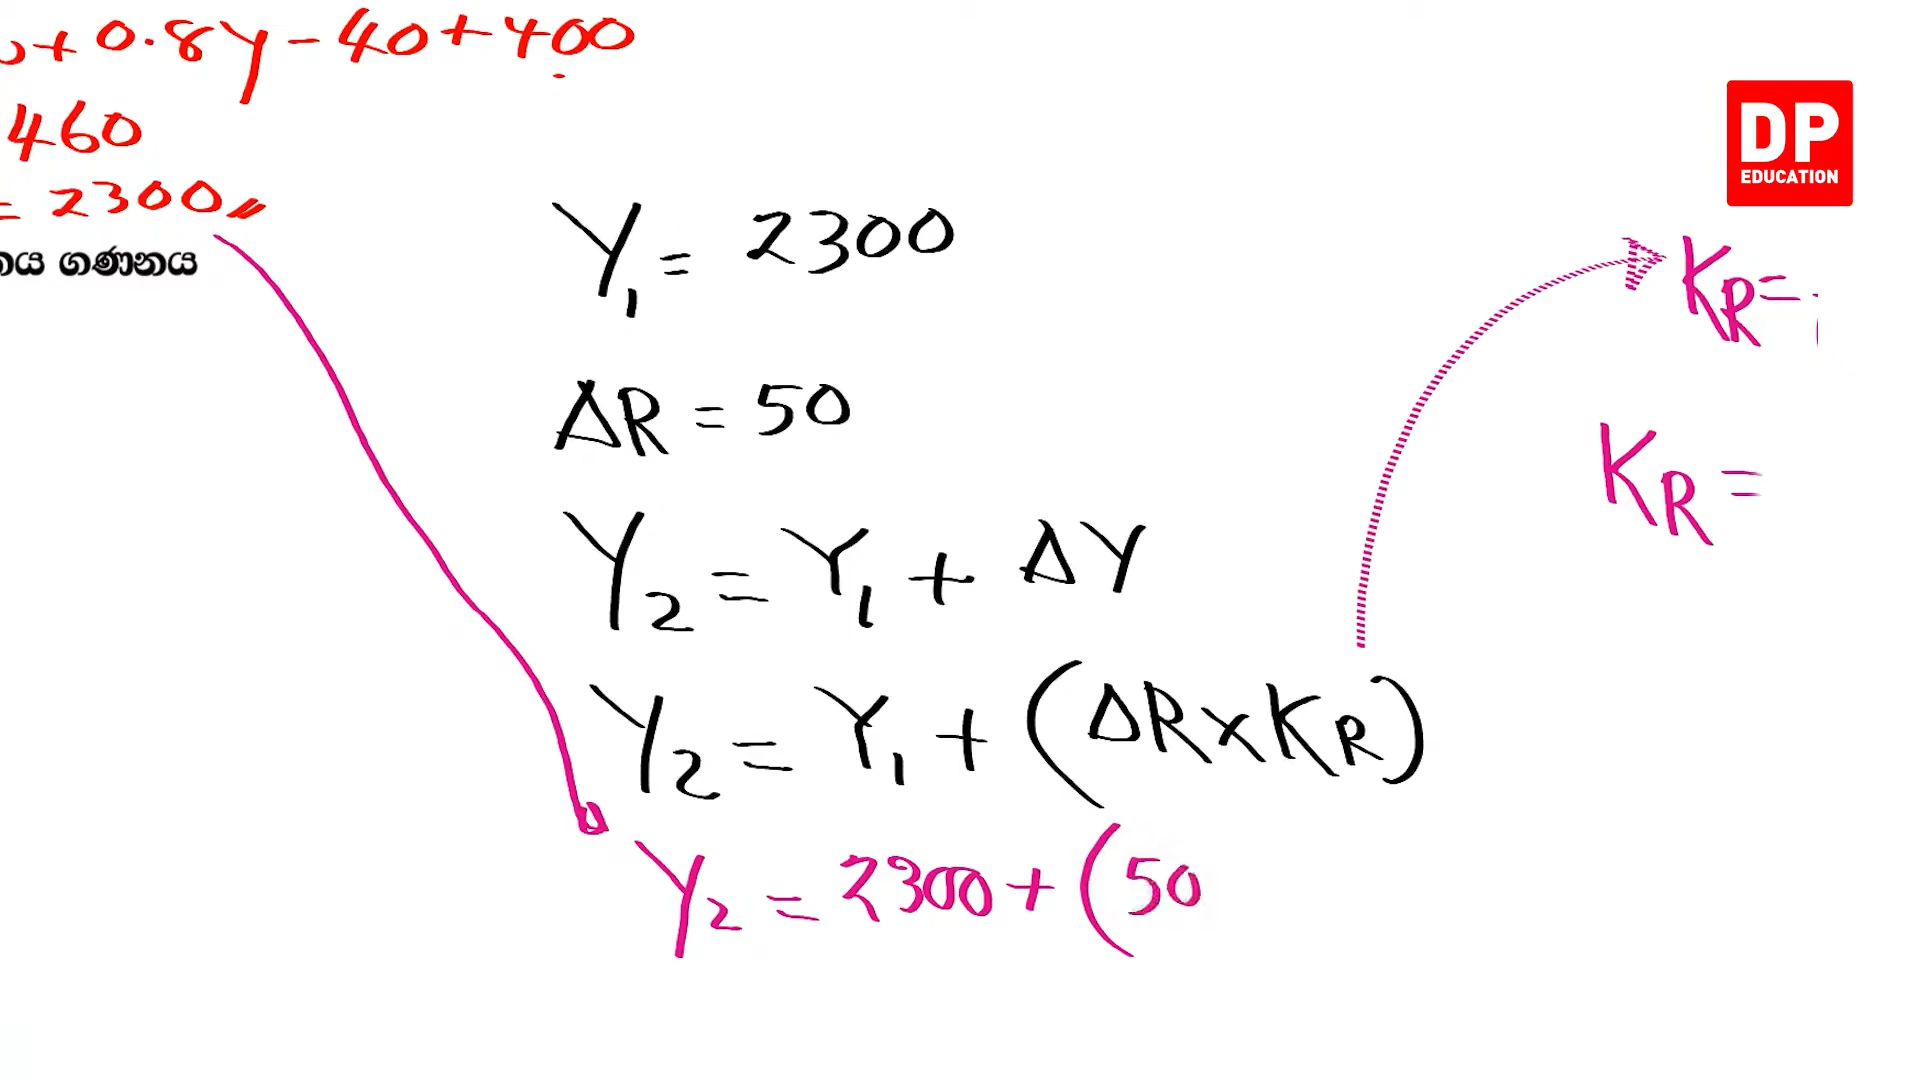 + 0.8y - 40 + 400
460
= 2300
ගණනය
DP
EDUCATION
Y₁ = 2300
ΔR = 50
Y₂ = Y₁ + ΔY
Y₂ = Y₁ + (ΔR x KR)
Y₂ = 2300 + (50
KR =
KR =